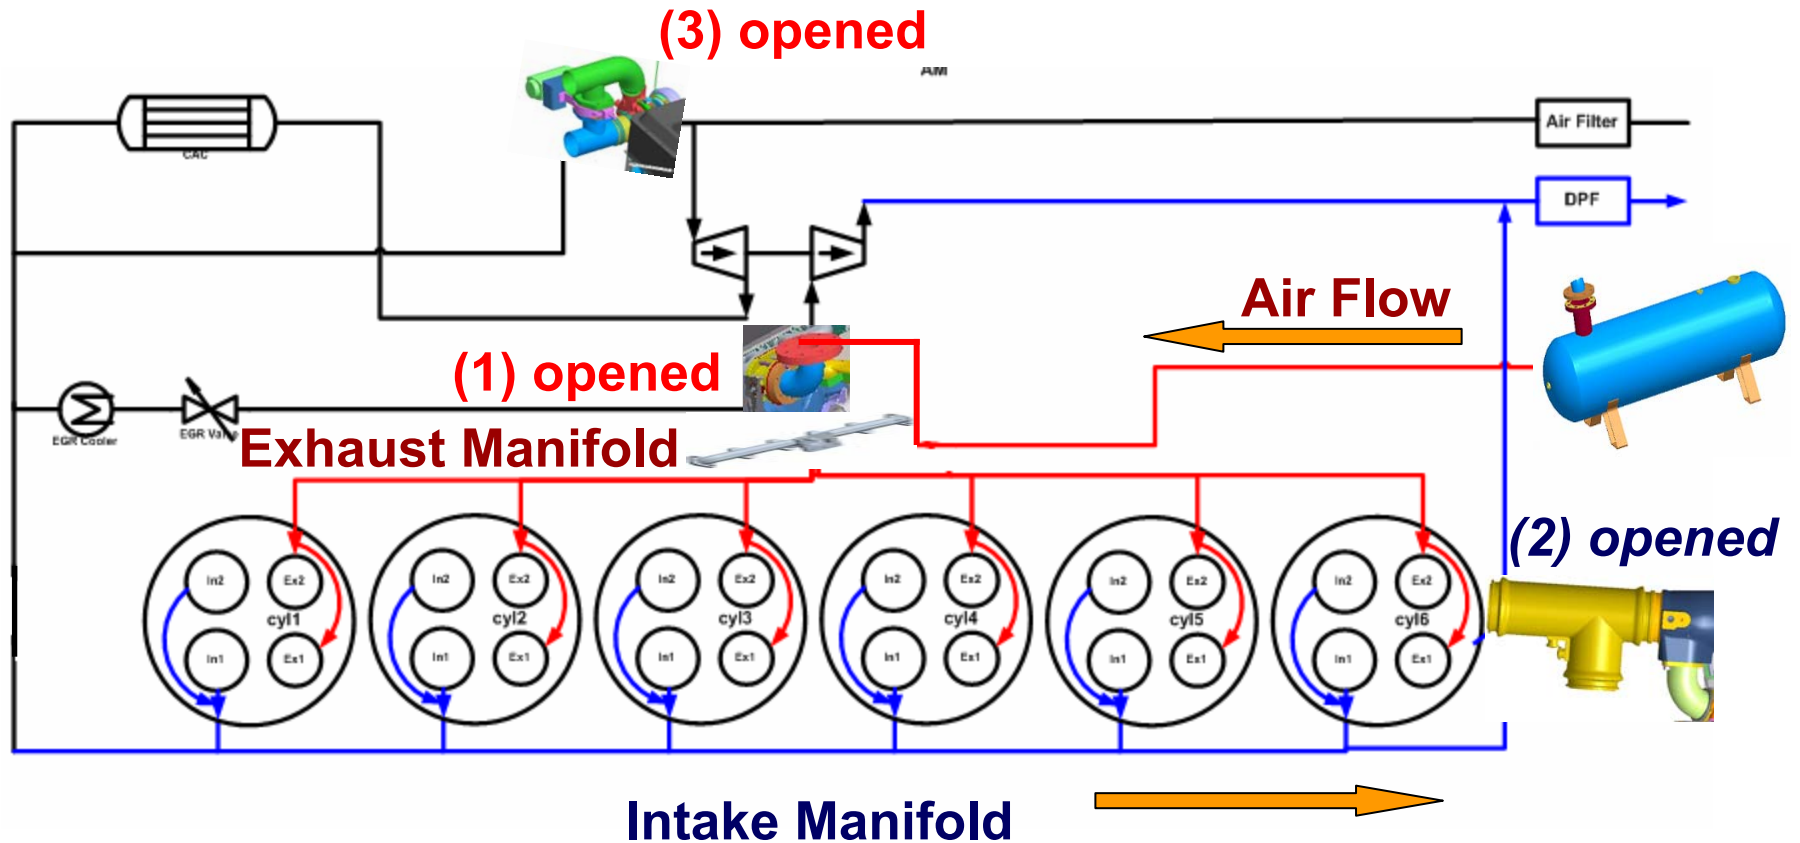 (3) opened
AM
Air Filter
CAC
DPF
Air Flow
(1) opened
EGR Cooler
EGR Valve
Exhaust Manifold
(2) opened
In2 Ex2 In2 Ex2 In2 Ex2 In2 Ex2 In2 Ex2 In2 Ex2
cyl1 cyl2 cyl3 cyl4 cyl5 cyl6
In1 Ex1 In1 Ex1 In1 Ex1 In1 Ex1 In1 Ex1 In1 Ex1
Intake Manifold